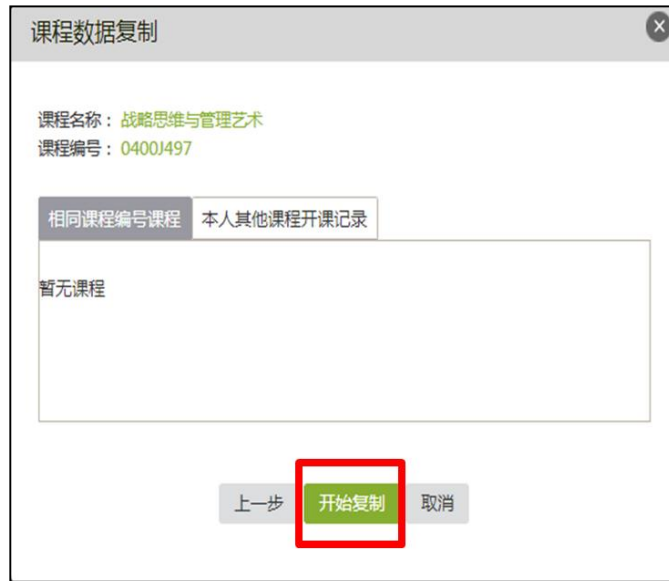 课程数据复制
课程名称：战略思维与管理艺术
课程编号：0400J497
相同课程编号课程 本人其他课程开课记录
暂无课程
上一步 开始复制 取消